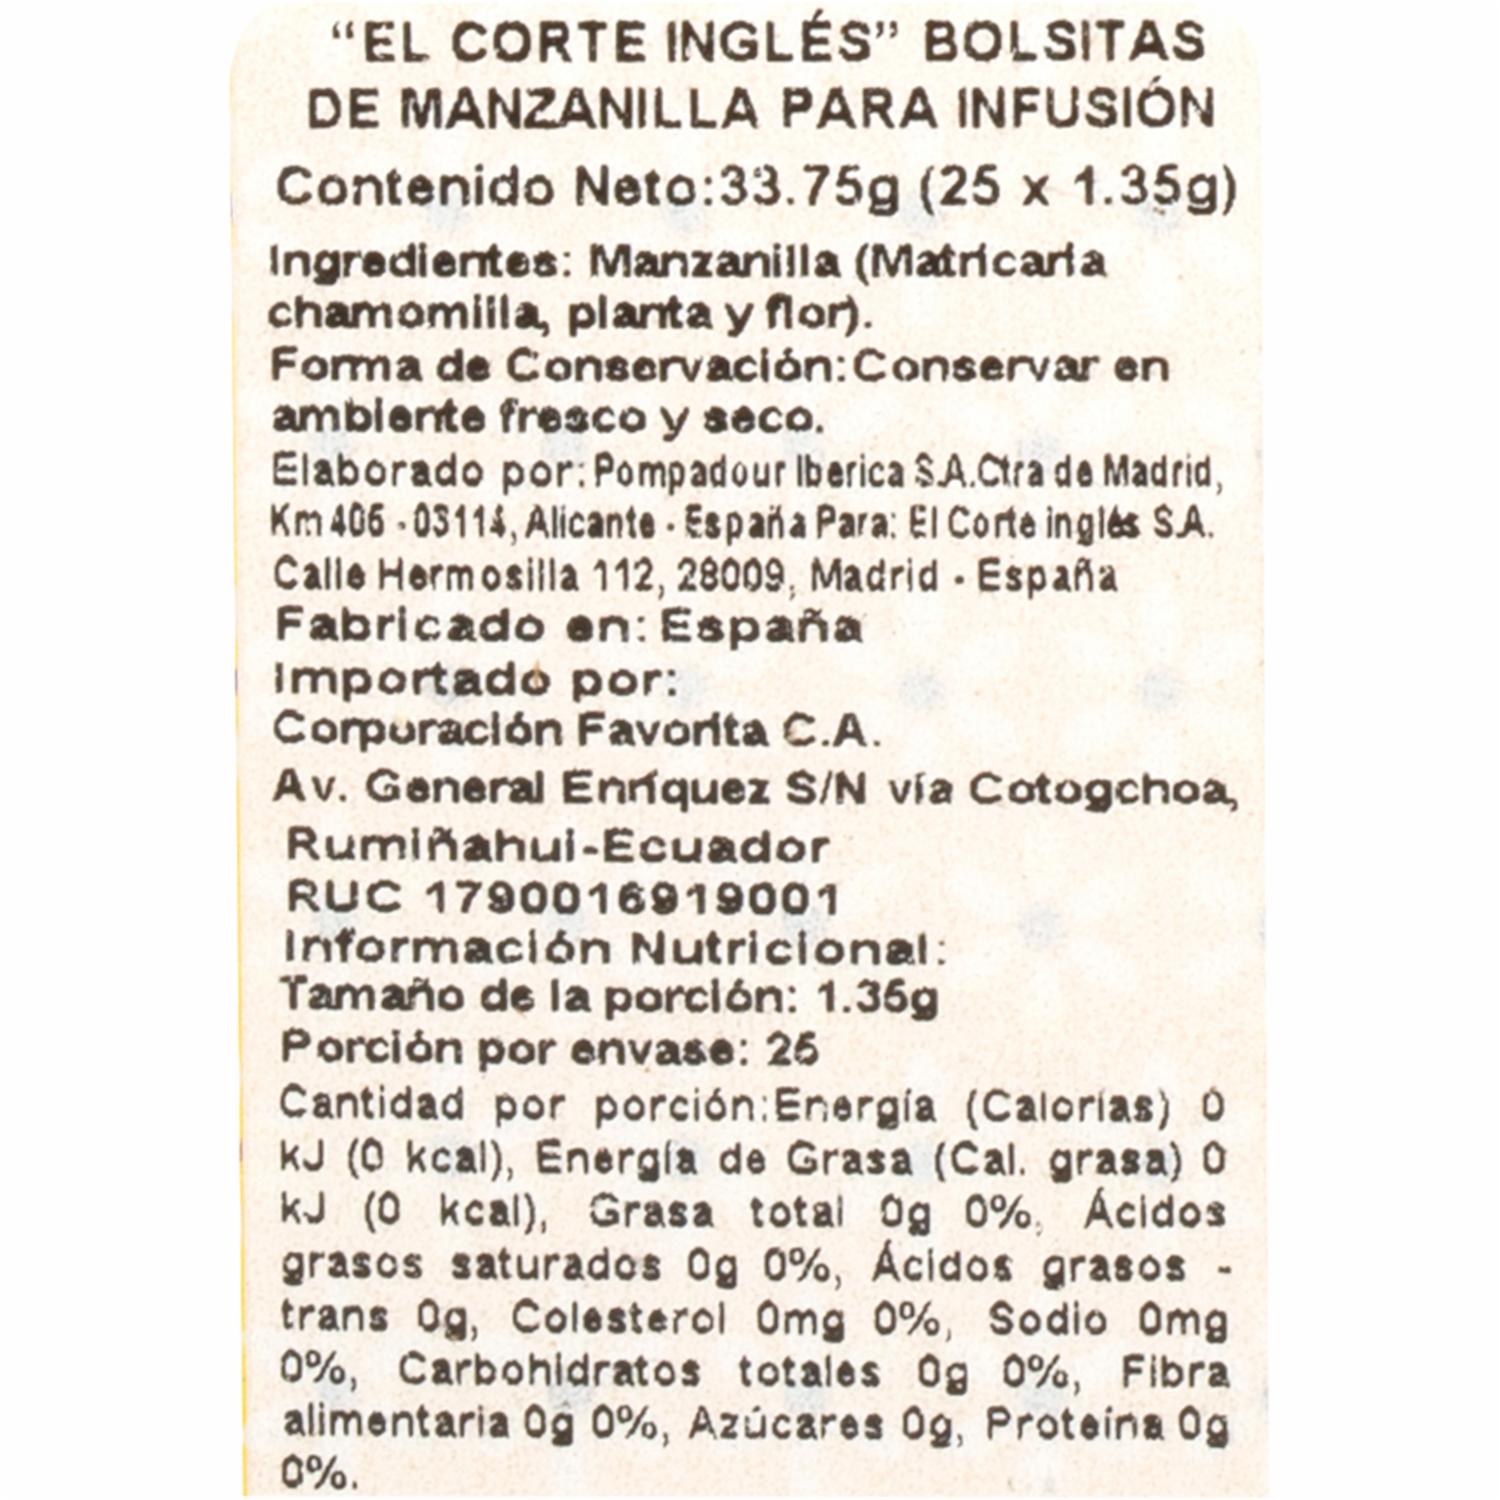 “EL CORTE INGLÉS” BOLSITAS
DE MANZANILLA PARA INFUSIÓN
Contenido Neto:33.75g (25 x 1.35g)
Ingredientes: Manzanilla (Matricaria
chamomilla, planta y flor).
Forma de Conservación:Conservar en
ambiente fresco y seco.
Elaborado por: Pompadour Iberica S.A.Ctra de Madrid,
Km 406 - 03114, Alicante - España Para: El Corte inglés S.A.
Calle Hermosilla 112, 28009, Madrid - España
Fabricado en: España
Importado por:
Corporación Favorita C.A.
Av. General Enríquez S/N vía Cotogchoa,
Rumiñahui-Ecuador
RUC 1790016919001
Información Nutricional:
Tamaño de la porción: 1.35g
Porción por envase: 25
Cantidad por porción:Energía (Calorías) 0
kJ (0 kcal), Energía de Grasa (Cal. grasa) 0
kJ (0 kcal), Grasa total 0g 0%, Ácidos
grasos saturados 0g 0%, Ácidos grasos -
trans 0g, Colesterol 0mg 0%, Sodio 0mg
0%, Carbohidratos totales 0g 0%, Fibra
alimentaria 0g 0%, Azúcares 0g, Proteína 0g
0%.